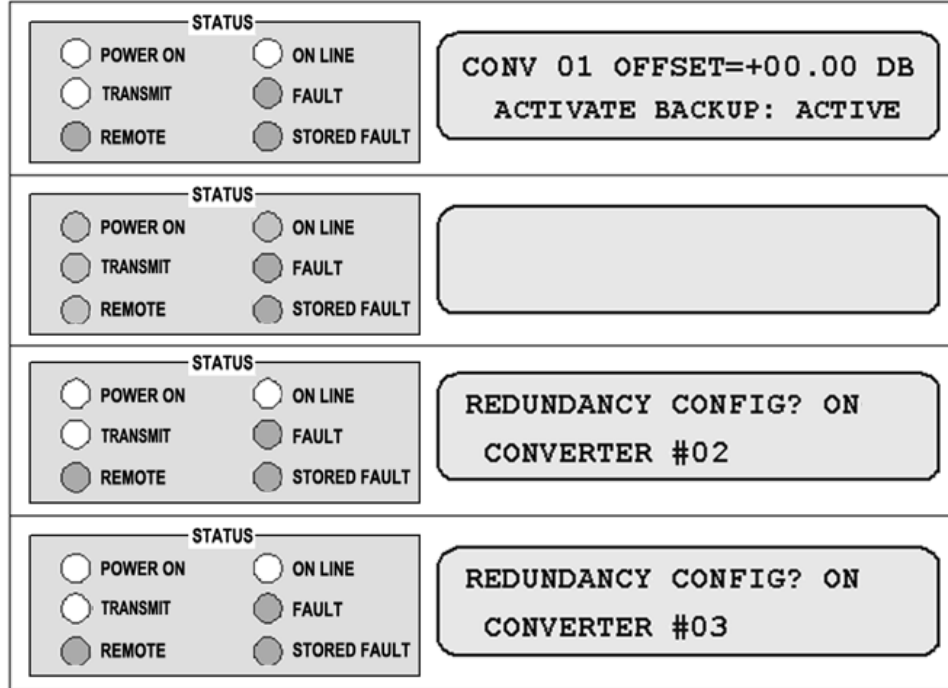 STATUS
POWER ON ON LINE
TRANSMIT FAULT
REMOTE STORED FAULT
CONV 01 OFFSET=+00.00 DB
ACTIVATE BACKUP: ACTIVE
STATUS
POWER ON ON LINE
TRANSMIT FAULT
REMOTE STORED FAULT
STATUS
POWER ON ON LINE
TRANSMIT FAULT
REMOTE STORED FAULT
REDUNDANCY CONFIG? ON
CONVERTER #02
STATUS
POWER ON ON LINE
TRANSMIT FAULT
REMOTE STORED FAULT
REDUNDANCY CONFIG? ON
CONVERTER #03